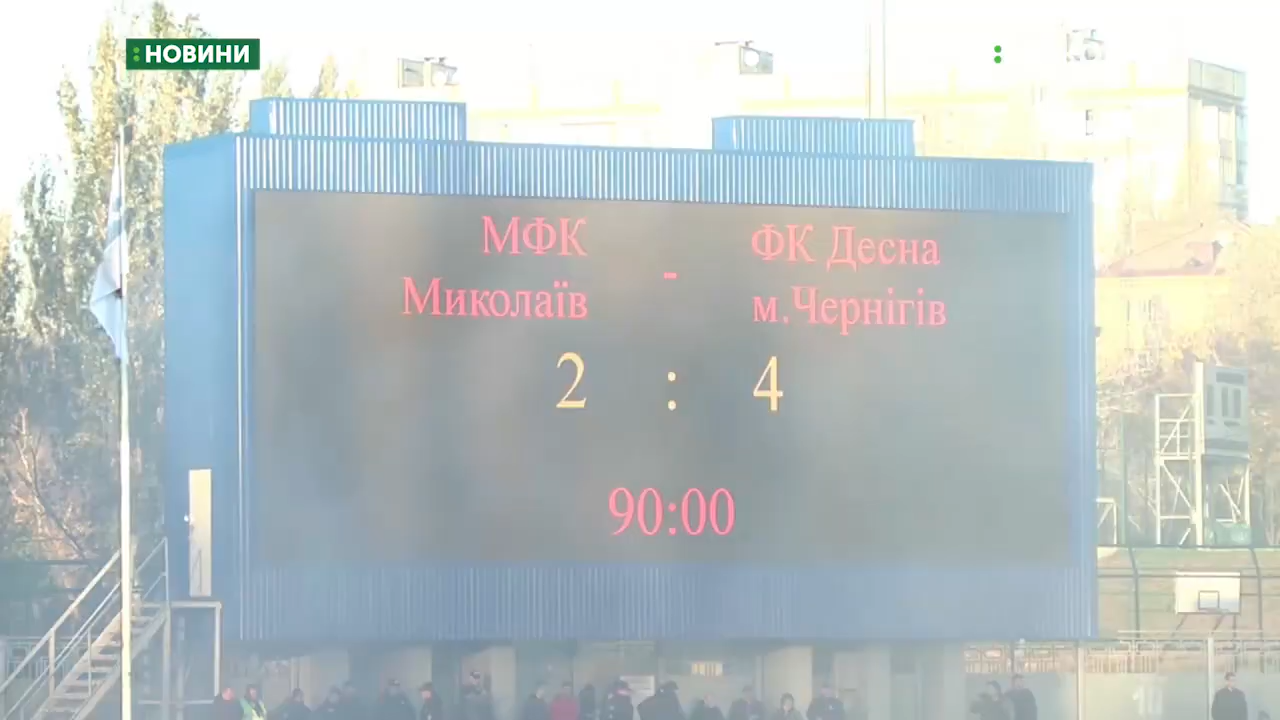 :НОВИНИ
МФК
Миколаїв
-
ФК Десна
м.Чернігів
2 : 4
90:00